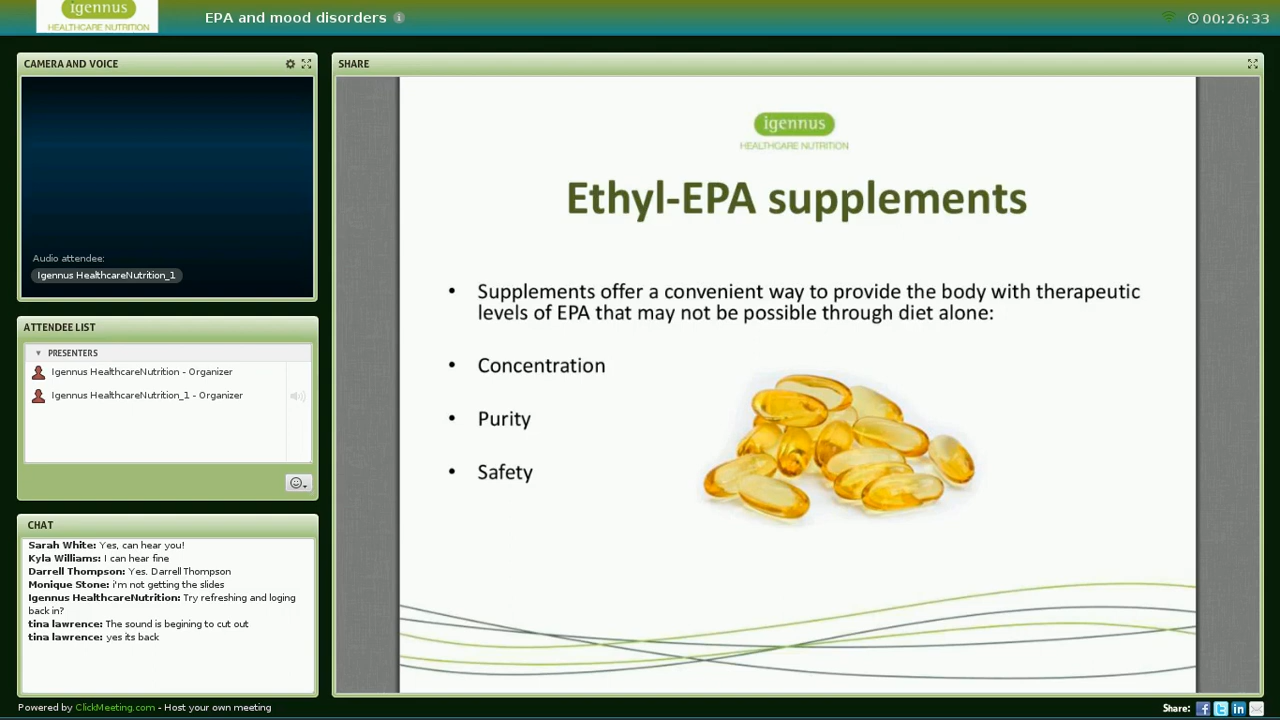 igennus
HEALTHCARE NUTRITION
EPA and mood disorders
00:26:33
CAMERA AND VOICE
Audio attendee:
Igennus HealthcareNutrition_1
ATTENDEE LIST
PRESENTERS
Igennus HealthcareNutrition - Organizer
Igennus HealthcareNutrition_1 - Organizer
CHAT
Sarah White: Yes, can hear you!
Kyla Williams: I can hear fine
Darrell Thompson: Yes. Darrell Thompson
Monique Stone: i'm not getting the slides
Igennus HealthcareNutrition: Try refreshing and loging
back in?
tina lawrence: The sound is begining to cut out
tina lawrence: yes its back
SHARE
igennus
HEALTHCARE NUTRITION
Ethyl-EPA supplements
• Supplements offer a convenient way to provide the body with therapeutic
levels of EPA that may not be possible through diet alone:
• Concentration
• Purity
• Safety
Powered by ClickMeeting.com - Host your own meeting
Share: